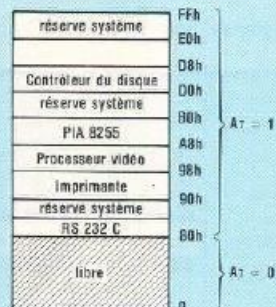 FFh
réserve système
E0h
D8h
Contrôleur du disque
D0h
réserve système
B0h
PIA 8255
A8h
Processeur vidéo
98h
Imprimante
90h
réserve système
RS 232 C
80h
A7 = 1
libre
A7 = 0
0